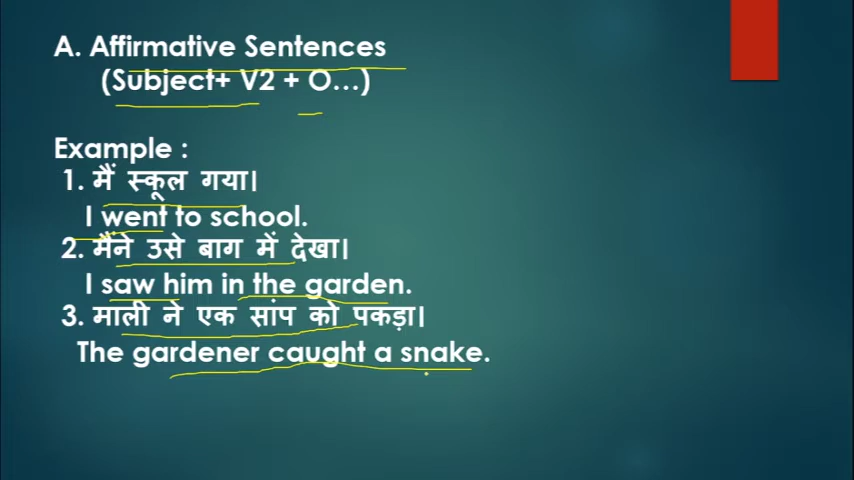 A. Affirmative Sentences
(Subject+ V2 + O...)
Example :
1. मैं स्कूल गया।
I went to school.
2. मैंने उसे बाग में देखा।
I saw him in the garden.
3. माली ने एक सांप को पकड़ा।
The gardener caught a snake.